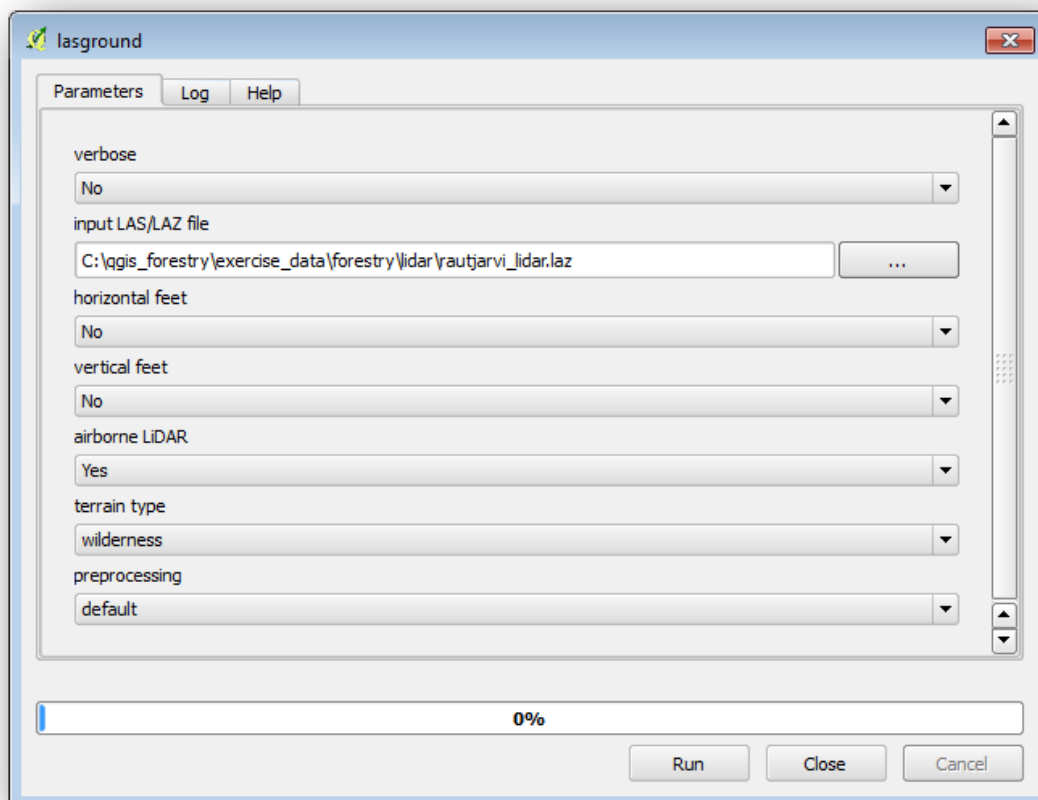 lasground
Parameters Log Help
verbose
No
input LAS/LAZ file
C:\qgis_forestry\exercise_data\forestry\lidar\rautjarvi_lidar.laz ...
horizontal feet
No
vertical feet
No
airborne LiDAR
Yes
terrain type
wilderness
preprocessing
default
0%
Run Close Cancel